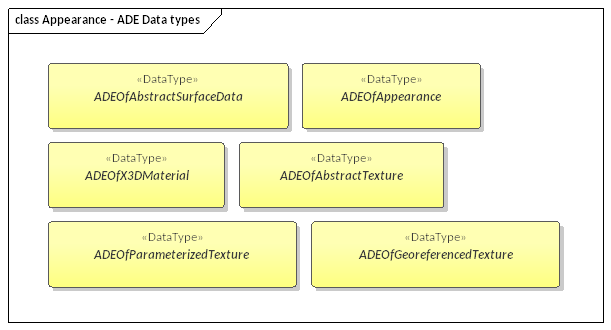 class Appearance - ADE Data types
«DataType»
ADEOfAbstractSurfaceData
«DataType»
ADEOfAppearance
«DataType»
ADEOfX3DMaterial
«DataType»
ADEOfAbstractTexture
«DataType»
ADEOfParameterizedTexture
«DataType»
ADEOfGeoreferencedTexture